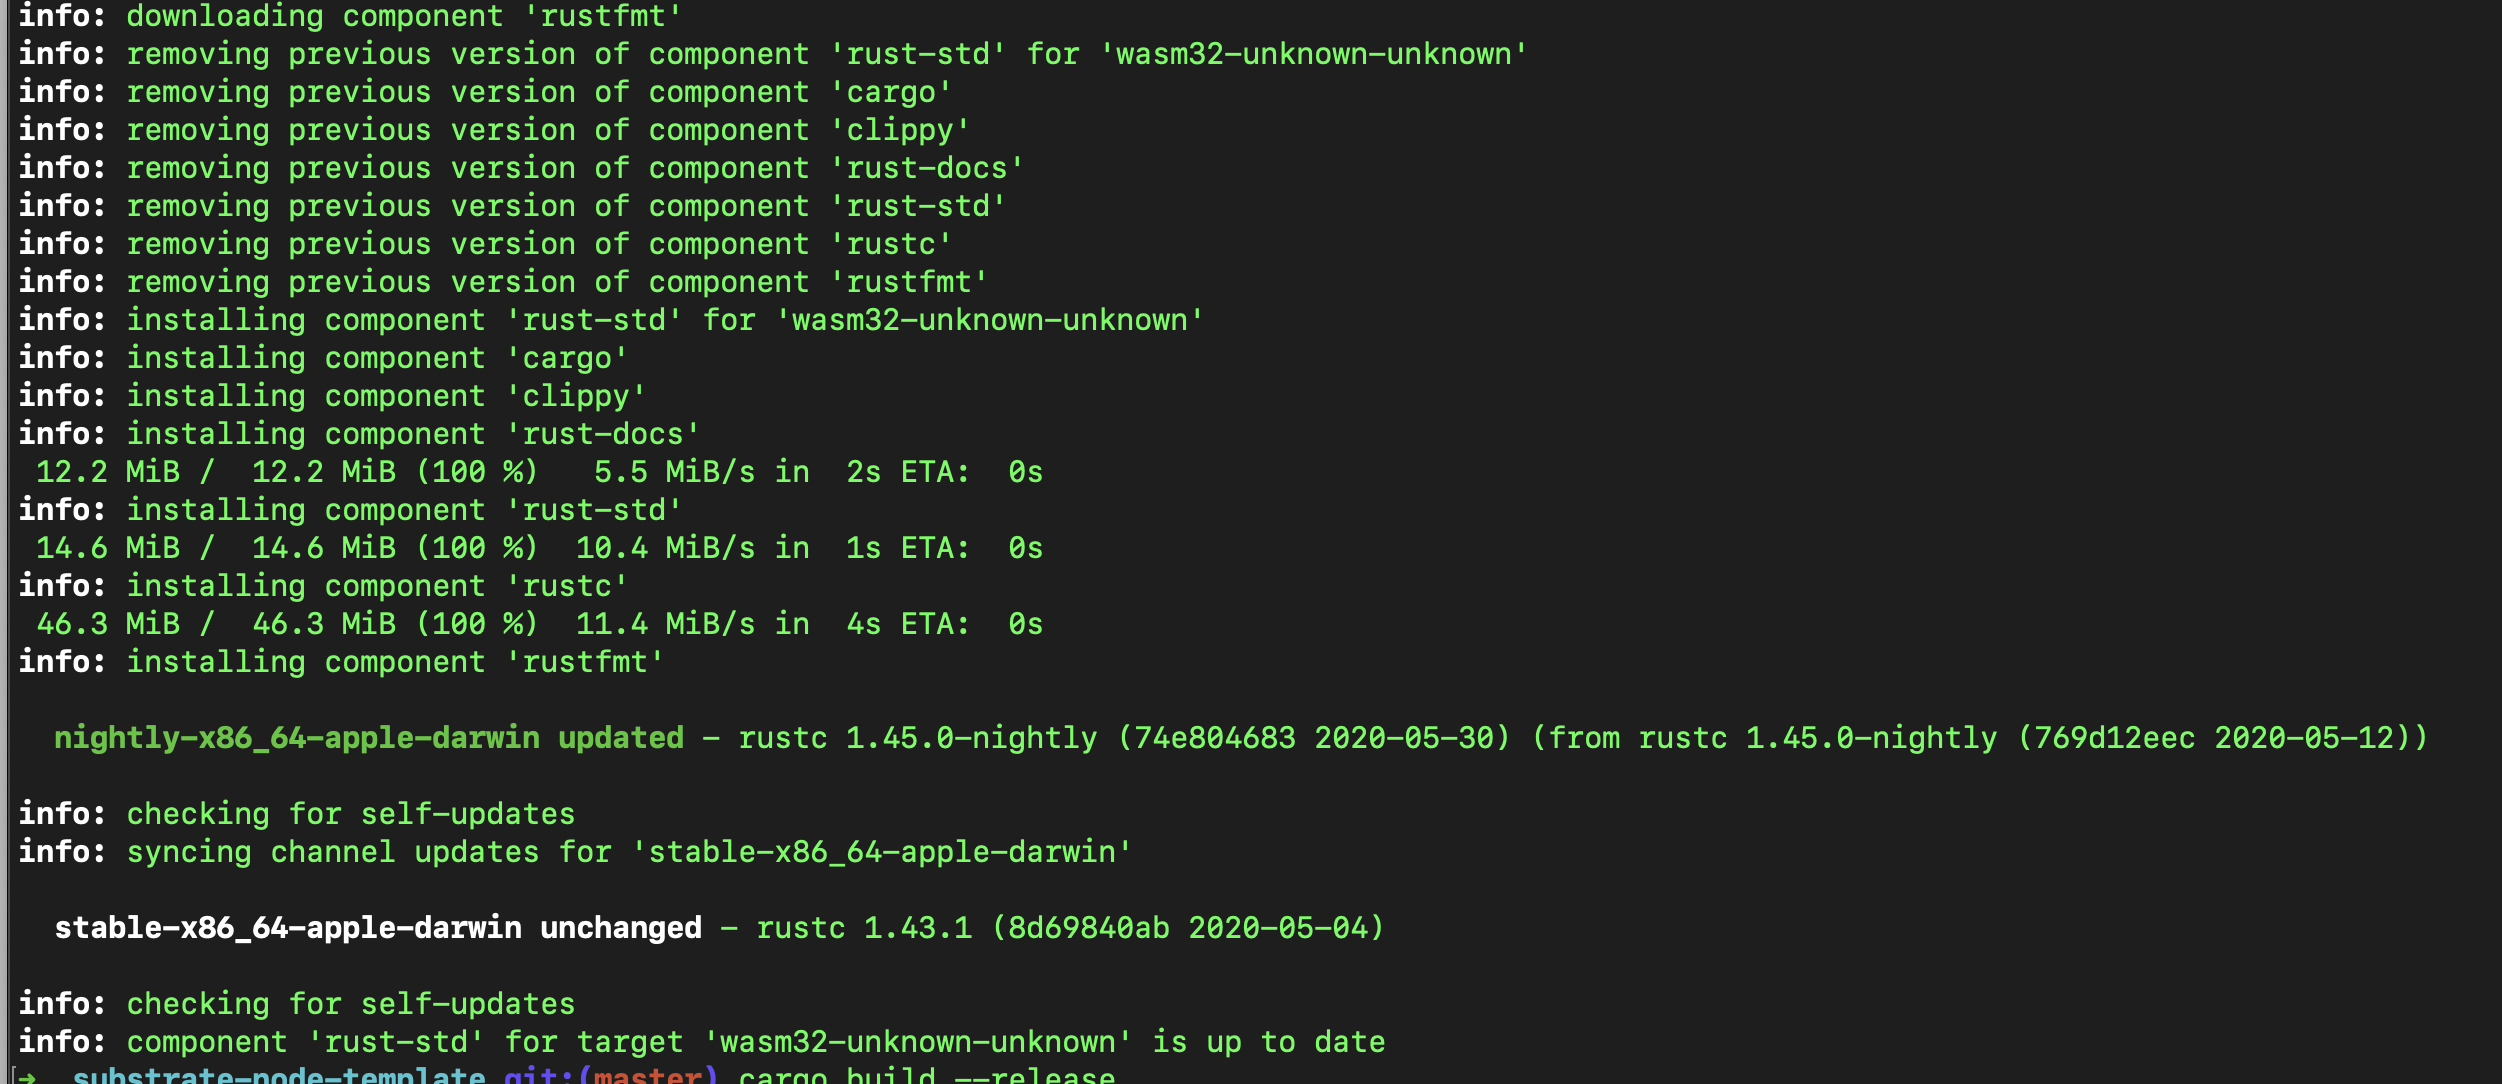 info: downloading component 'rustfmt'
info: removing previous version of component 'rust-std' for 'wasm32-unknown-unknown'
info: removing previous version of component 'cargo'
info: removing previous version of component 'clippy'
info: removing previous version of component 'rust-docs'
info: removing previous version of component 'rust-std'
info: removing previous version of component 'rustc'
info: removing previous version of component 'rustfmt'
info: installing component 'rust-std' for 'wasm32-unknown-unknown'
info: installing component 'cargo'
info: installing component 'clippy'
info: installing component 'rust-docs'
 12.2 MiB /  12.2 MiB (100 %)   5.5 MiB/s in  2s ETA:  0s
info: installing component 'rust-std'
 14.6 MiB /  14.6 MiB (100 %)  10.4 MiB/s in  1s ETA:  0s
info: installing component 'rustc'
 46.3 MiB /  46.3 MiB (100 %)  11.4 MiB/s in  4s ETA:  0s
info: installing component 'rustfmt'
  nightly-x86_64-apple-darwin updated - rustc 1.45.0-nightly (74e804683 2020-05-30) (from rustc 1.45.0-nightly (769d12eec 2020-05-12))
info: checking for self-updates
info: syncing channel updates for 'stable-x86_64-apple-darwin'
  stable-x86_64-apple-darwin unchanged - rustc 1.43.1 (8d69840ab 2020-05-04)
info: checking for self-updates
info: component 'rust-std' for target 'wasm32-unknown-unknown' is up to date
[➜  substrate-node-template git:(master) cargo build --release